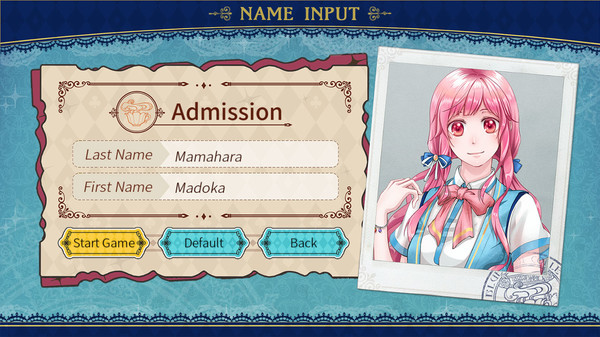 NAME INPUT
Admission
Last Name Mamahara
First Name Madoka
Start Game Default Back